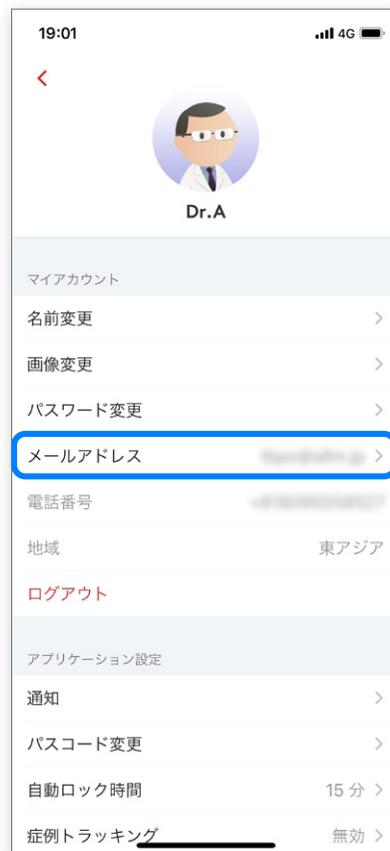 19:01
4G
Dr.A
マイアカウント
名前変更
画像変更
パスワード変更
メールアドレス
電話番号
地域 東アジア
ログアウト
アプリケーション設定
通知
パスコード変更
自動ロック時間 15 分
症例トラッキング 無効